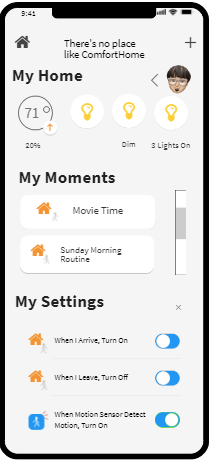 9:41
There's no place
like ComfortHome
My Home
71°
20%
Dim
3 Lights On
My Moments
Movie Time
Sunday Morning
Routine
My Settings
When I Arrive, Turn On
When I Leave, Turn Off
When Motion Sensor Detect
Motion, Turn On